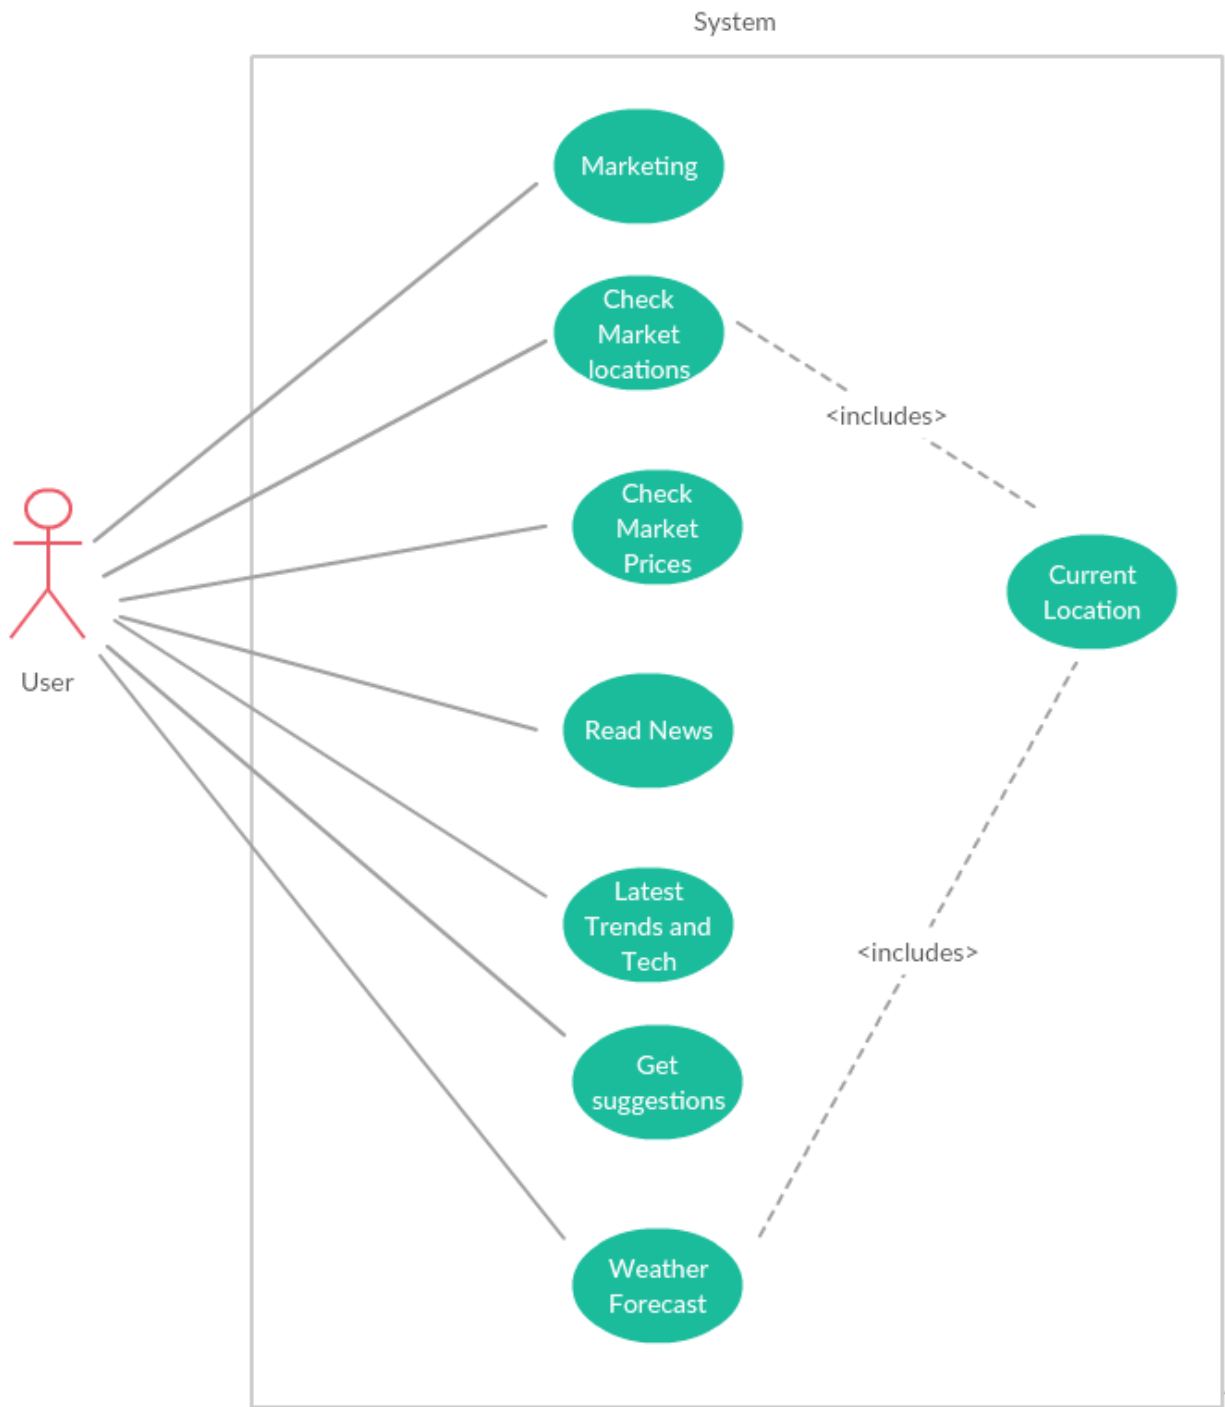 System
Marketing
Check
Market
locations
<includes>
Check
Market
Prices
Current
Location
User
Read News
Latest
Trends and
Tech
<includes>
Get
suggestions
Weather
Forecast